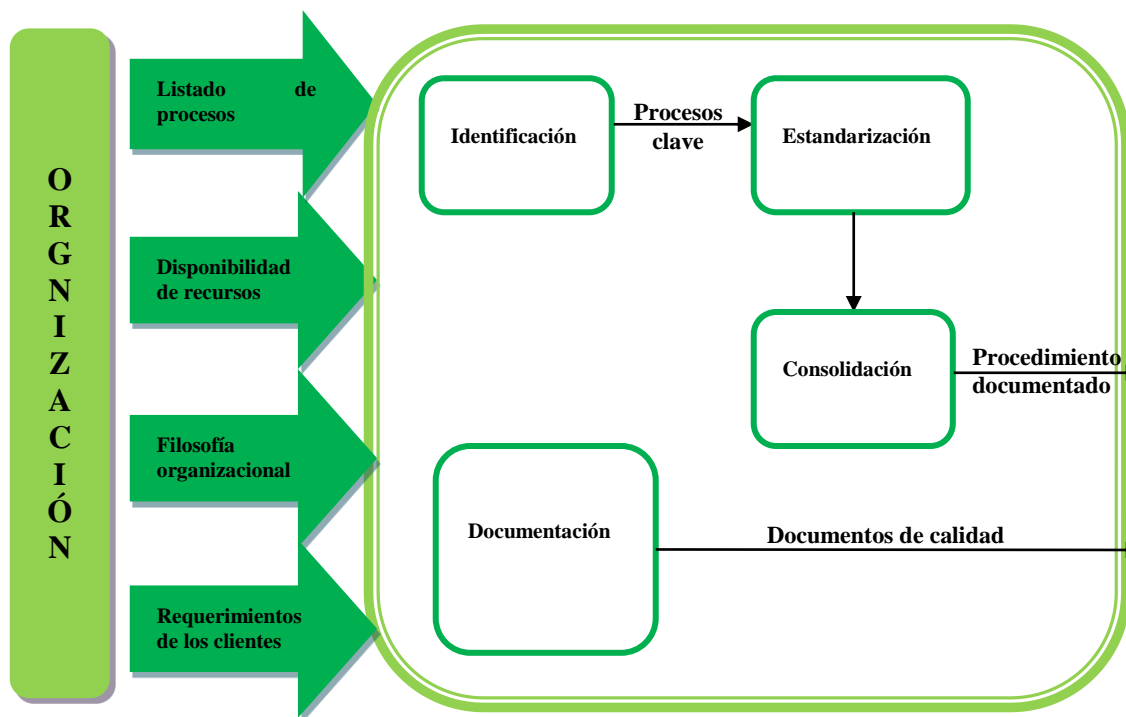 O
R
G
N
I
Z
A
C
I
Ó
N
Listado de
procesos
Disponibilidad
de recursos
Filosofía
organizacional
Requerimientos
de los clientes
Identificación
Procesos
clave
Estandarización
Consolidación
Procedimiento
documentado
Documentación
Documentos de calidad